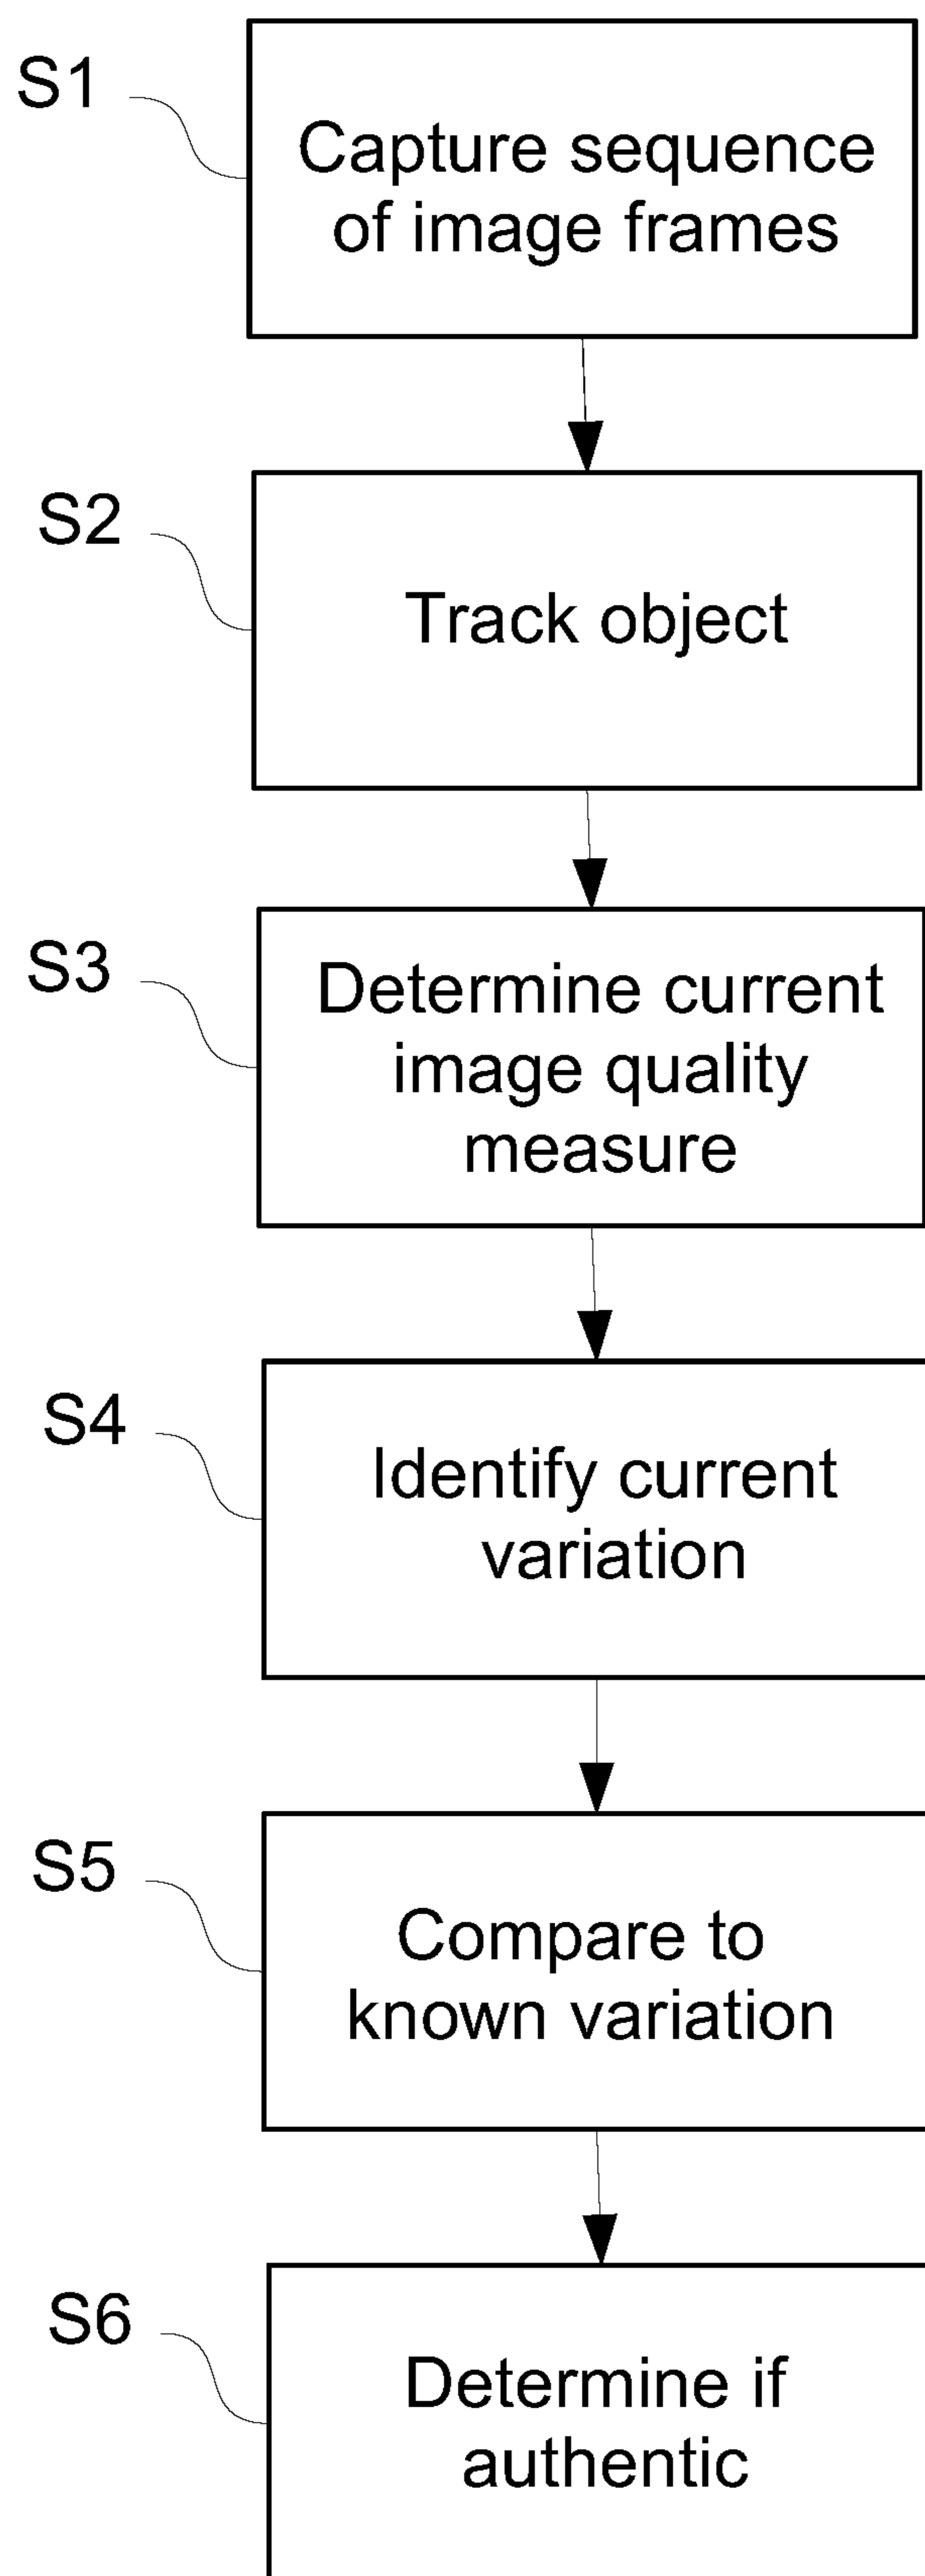 S1
Capture sequence
of image frames
S2
Track object
S3
Determine current
image quality
measure
S4
Identify current
variation
S5
Compare to
known variation
S6
Determine if
authentic